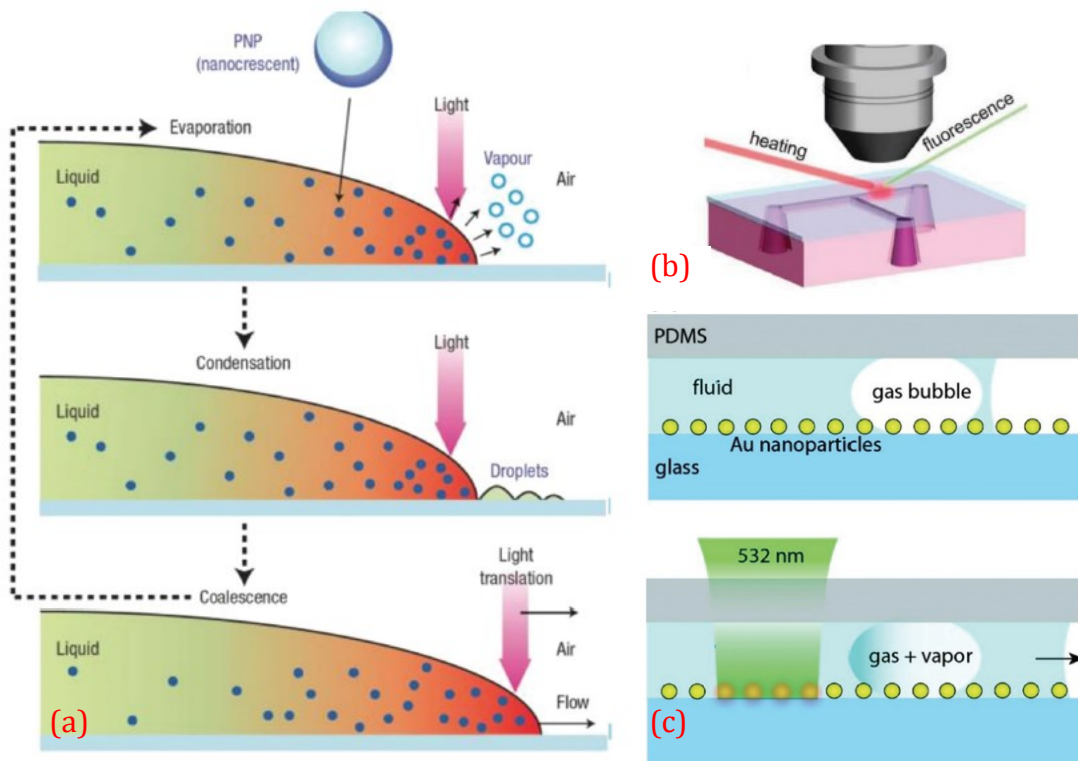 PNP
(nanocrescent)
Evaporation
Light
Vapour
Liquid
Air
Condensation
Light
Liquid
Air
Droplets
Light
translation
Coalescence
Liquid
Air
Flow
(a)
heating
fluorescence
(b)
PDMS
fluid
gas bubble
Au nanoparticles
glass
532 nm
gas + vapor
(c)